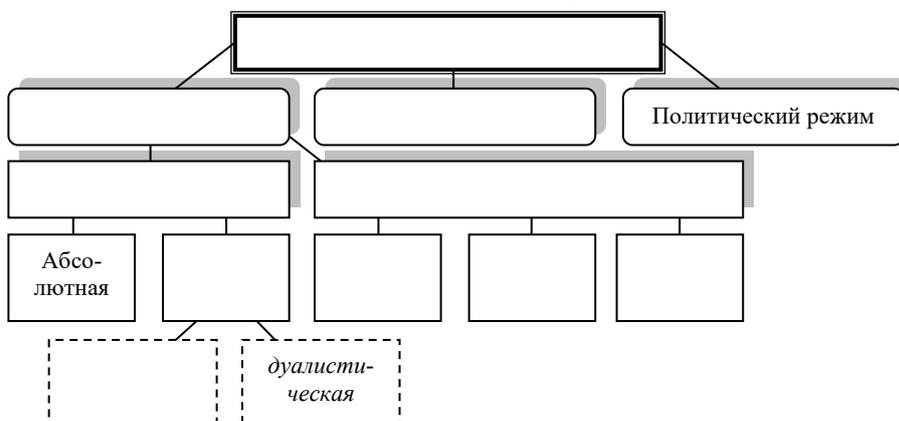 Политический режим
Абсо-
лютная
дуалисти-
ческая